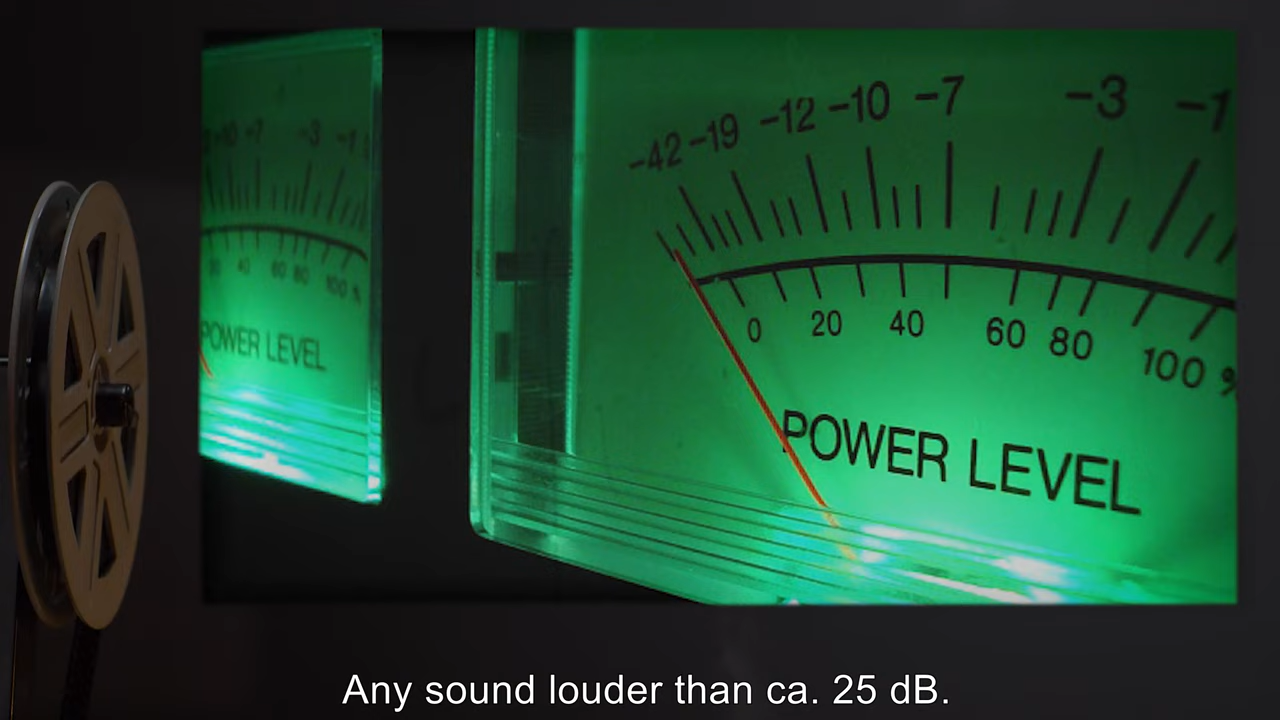 -10 -7 -3 -1
40 60 80 100 %
POWER LEVEL
-42 -19 -12 -10 -7 -3 -1
0 20 40 60 80 100 %
POWER LEVEL
Any sound louder than ca. 25 dB.